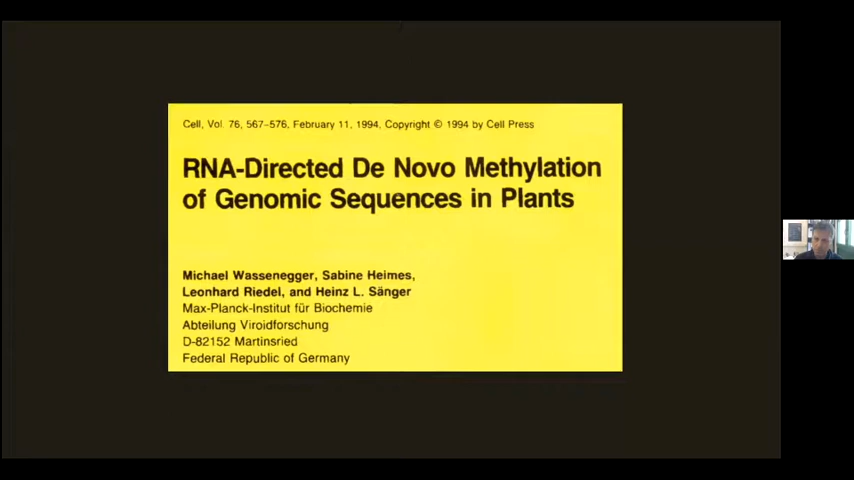 Cell, Vol. 76, 567–576, February 11, 1994, Copyright © 1994 by Cell Press
RNA-Directed De Novo Methylation
of Genomic Sequences in Plants
Michael Wassenegger, Sabine Heimes,
Leonhard Riedel, and Heinz L. Sänger
Max-Planck-Institut für Biochemie
Abteilung Viroidforschung
D-82152 Martinsried
Federal Republic of Germany